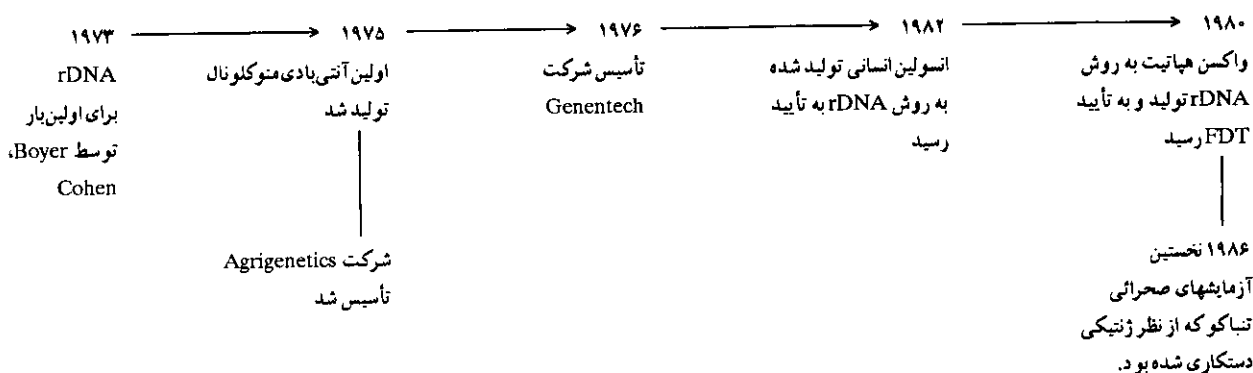 ۱۹۷۳
rDNA
برای اولین‌بار
توسط Boyer،
Cohen
۱۹۷۵
اولین آنتی‌بادی منوکلونال
تولید شد
شرکت Agrigenetics
تأسیس شد
۱۹۷۶
تأسیس شرکت
Genentech
۱۹۸۲
انسولین انسانی تولید شده
به روش rDNA به تأیید
رسید
۱۹۸۰
واکسن هپاتیت به روش
rDNA تولید و به تأیید
FDT رسید
۱۹۸۶ نخستین
آزمایشهای صحرائی
تنباکو که از نظر ژنتیکی
دستکاری شده بود.